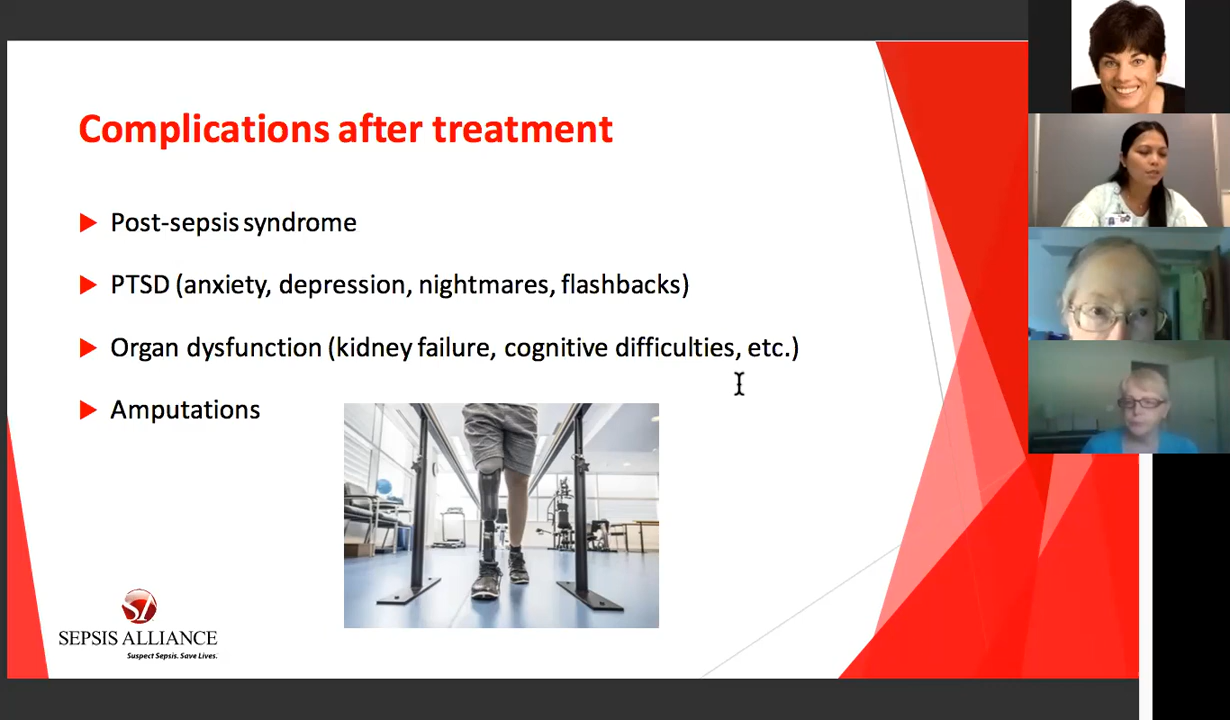 Complications after treatment
Post-sepsis syndrome
PTSD (anxiety, depression, nightmares, flashbacks)
Organ dysfunction (kidney failure, cognitive difficulties, etc.)
Amputations
SEPSIS ALLIANCE
Suspect Sepsis. Save Lives.